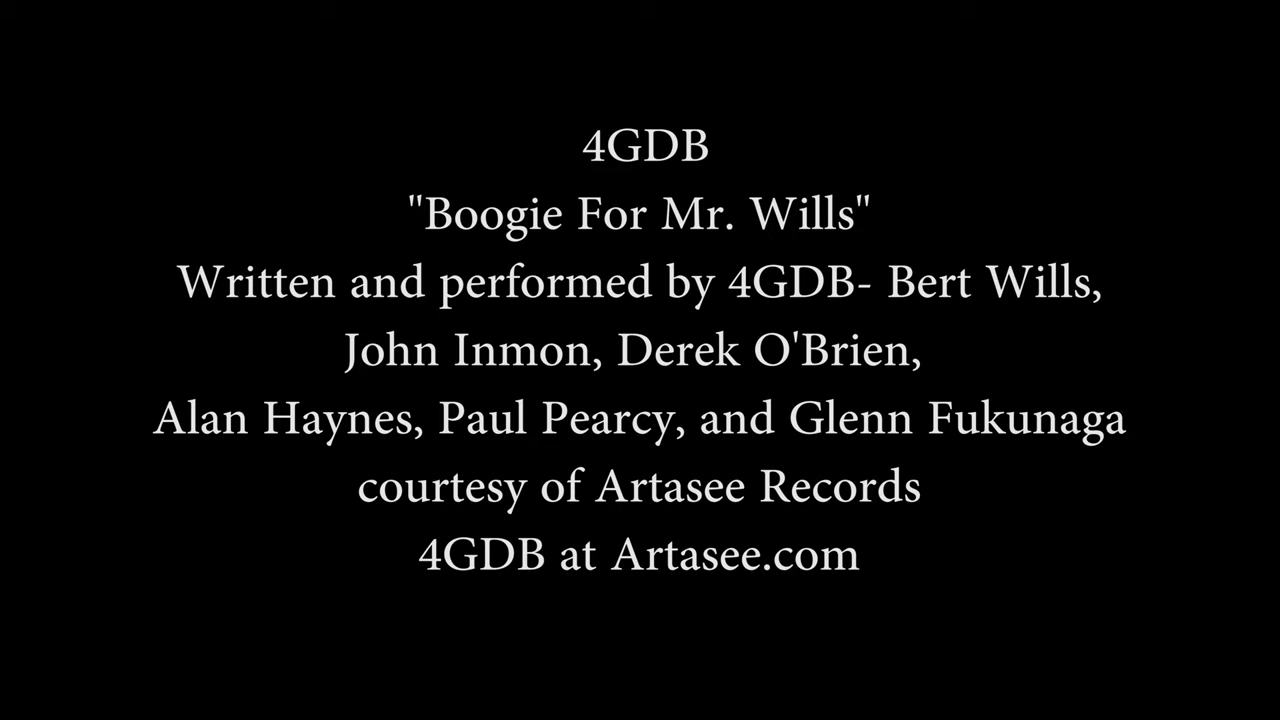 4GDB
"Boogie For Mr. Wills"
Written and performed by 4GDB- Bert Wills,
John Inmon, Derek O'Brien,
Alan Haynes, Paul Pearcy, and Glenn Fukunaga
courtesy of Artasee Records
4GDB at Artasee.com